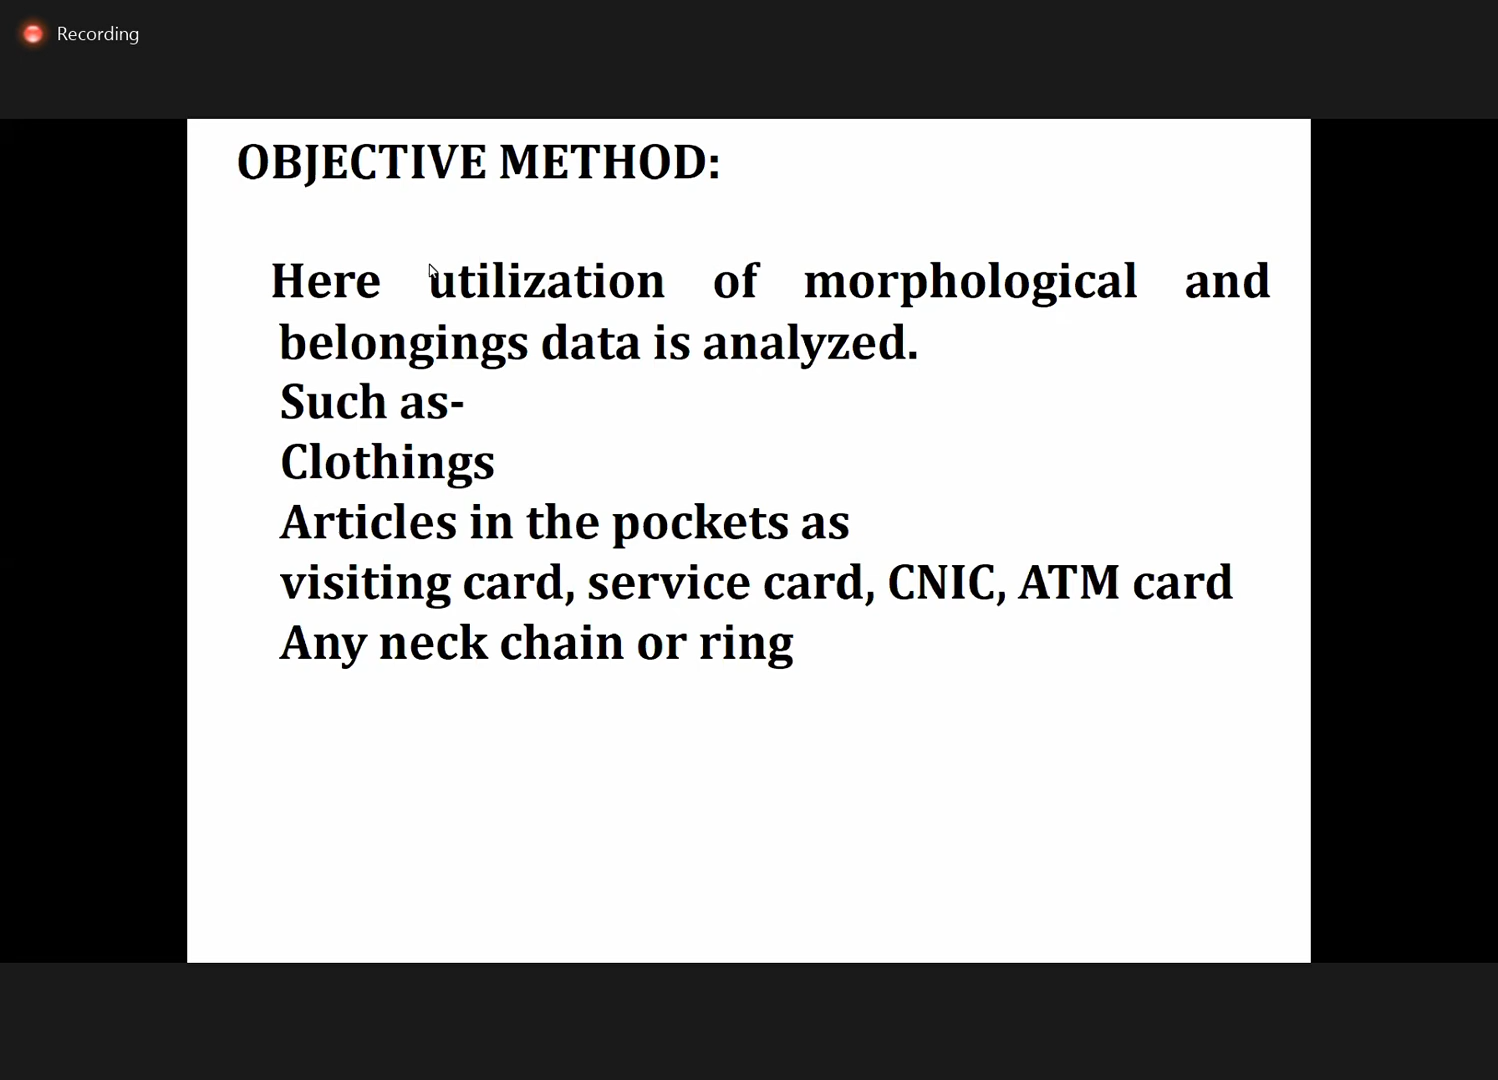 Recording
OBJECTIVE METHOD:
Here utilization of morphological and
belongings data is analyzed.
Such as-
Clothings
Articles in the pockets as
visiting card, service card, CNIC, ATM card
Any neck chain or ring